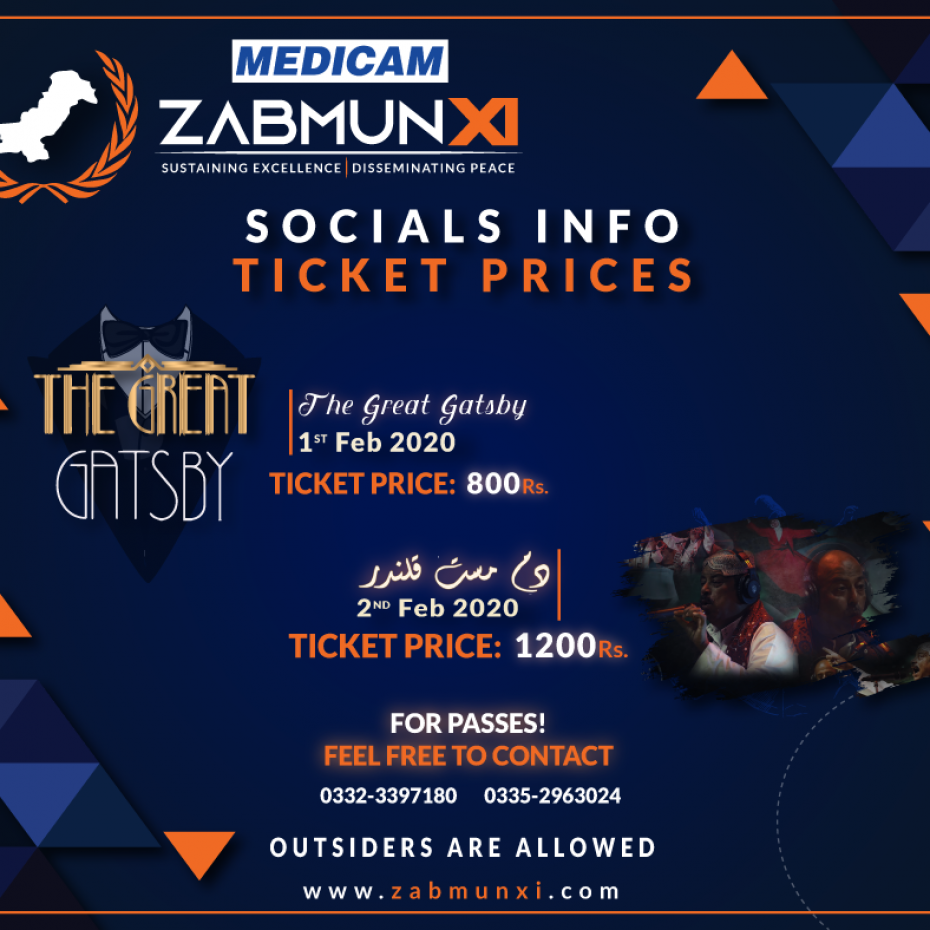 MEDICAM
ZABMUNXI
SUSTAINING EXCELLENCE | DISSEMINATING PEACE
SOCIALS INFO
TICKET PRICES
THE GREAT
GATSBY
The Great Gatsby
1ST Feb 2020
TICKET PRICE: 800Rs.
دم مست قلندر
2ND Feb 2020
TICKET PRICE: 1200Rs.
FOR PASSES!
FEEL FREE TO CONTACT
0332-3397180 0335-2963024
OUTSIDERS ARE ALLOWED
www.zabmunxi.com